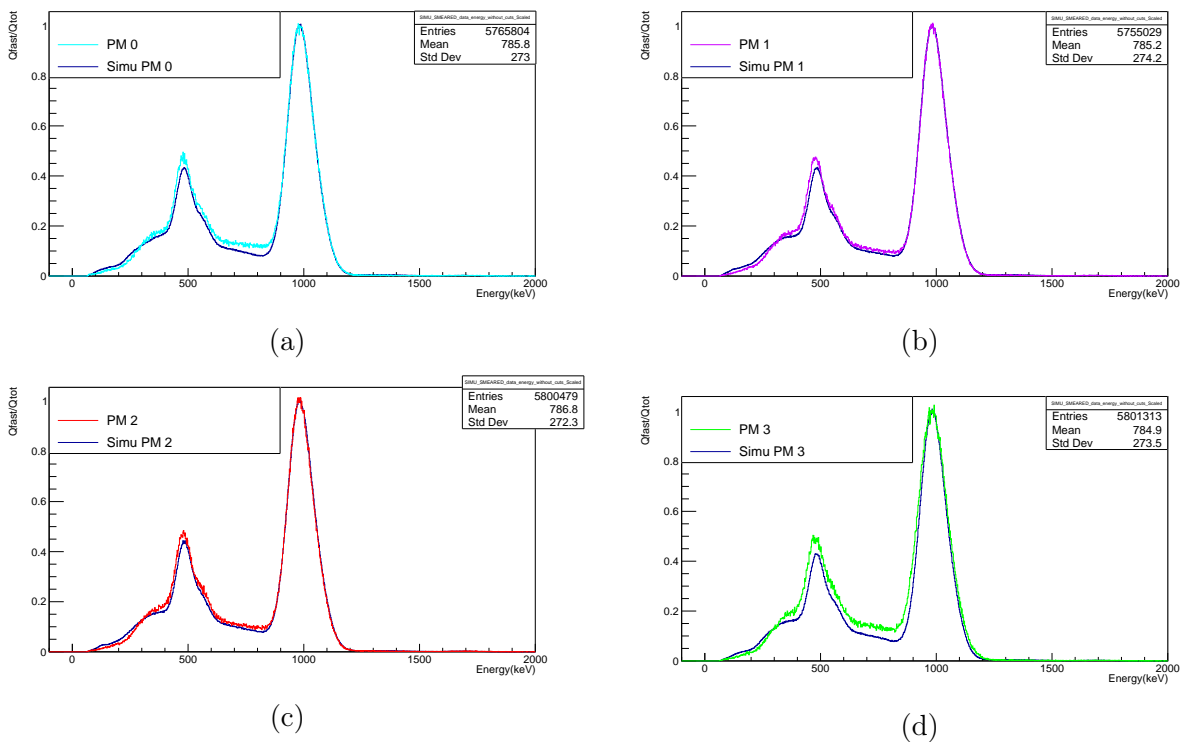 Qfast/Qtot
PM 0
Simu PM 0
SIMU_SMEARED_data_energy_without_cuts_Scaled
Entries 5765804
Mean 785.8
Std Dev 273
1
0.8
0.6
0.4
0.2
0
0 500 1000 1500 2000
Energy(keV)
(a)
Qfast/Qtot
PM 1
Simu PM 1
SIMU_SMEARED_data_energy_without_cuts_Scaled
Entries 5755029
Mean 785.2
Std Dev 274.2
1
0.8
0.6
0.4
0.2
0
0 500 1000 1500 2000
Energy(keV)
(b)
Qfast/Qtot
PM 2
Simu PM 2
SIMU_SMEARED_data_energy_without_cuts_Scaled
Entries 5800479
Mean 786.8
Std Dev 272.3
1
0.8
0.6
0.4
0.2
0
0 500 1000 1500 2000
Energy(keV)
(c)
Qfast/Qtot
PM 3
Simu PM 3
SIMU_SMEARED_data_energy_without_cuts_Scaled
Entries 5801313
Mean 784.9
Std Dev 273.5
1
0.8
0.6
0.4
0.2
0
0 500 1000 1500 2000
Energy(keV)
(d)